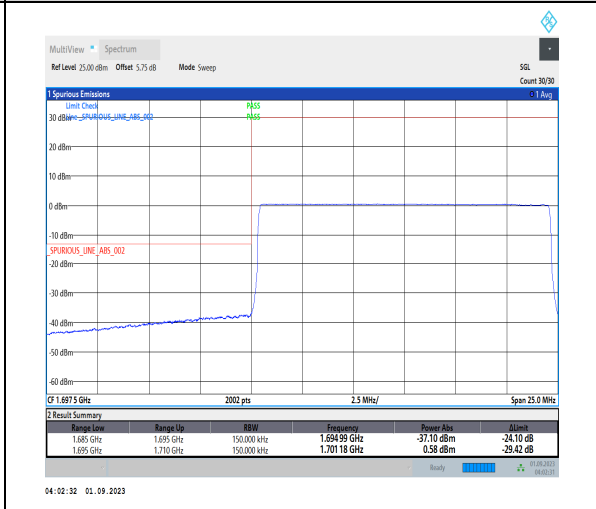 MultiView Spectrum
Ref Level 25.00 dBm Offset 5.75 dB Mode Sweep SGL
Count 30/30
1 Spurious Emissions 1 Avg
Limit Check PASS
30 dBm Line _SPURIOUS_LINE_ABS_002 PASS
20 dBm
10 dBm
0 dBm
-10 dBm
_SPURIOUS_LINE_ABS_002
-20 dBm
-30 dBm
-40 dBm
-50 dBm
-60 dBm
CF 1.697 5 GHz 2002 pts 2.5 MHz/ Span 25.0 MHz
2 Result Summary
Range Low Range Up RBW Frequency Power Abs ΔLimit
1.685 GHz 1.695 GHz 150.000 kHz 1.694 99 GHz -37.10 dBm -24.10 dB
1.695 GHz 1.710 GHz 150.000 kHz 1.701 18 GHz 0.58 dBm -29.42 dB
Ready 01.09.2023
04:02:31
04:02:32 01.09.2023